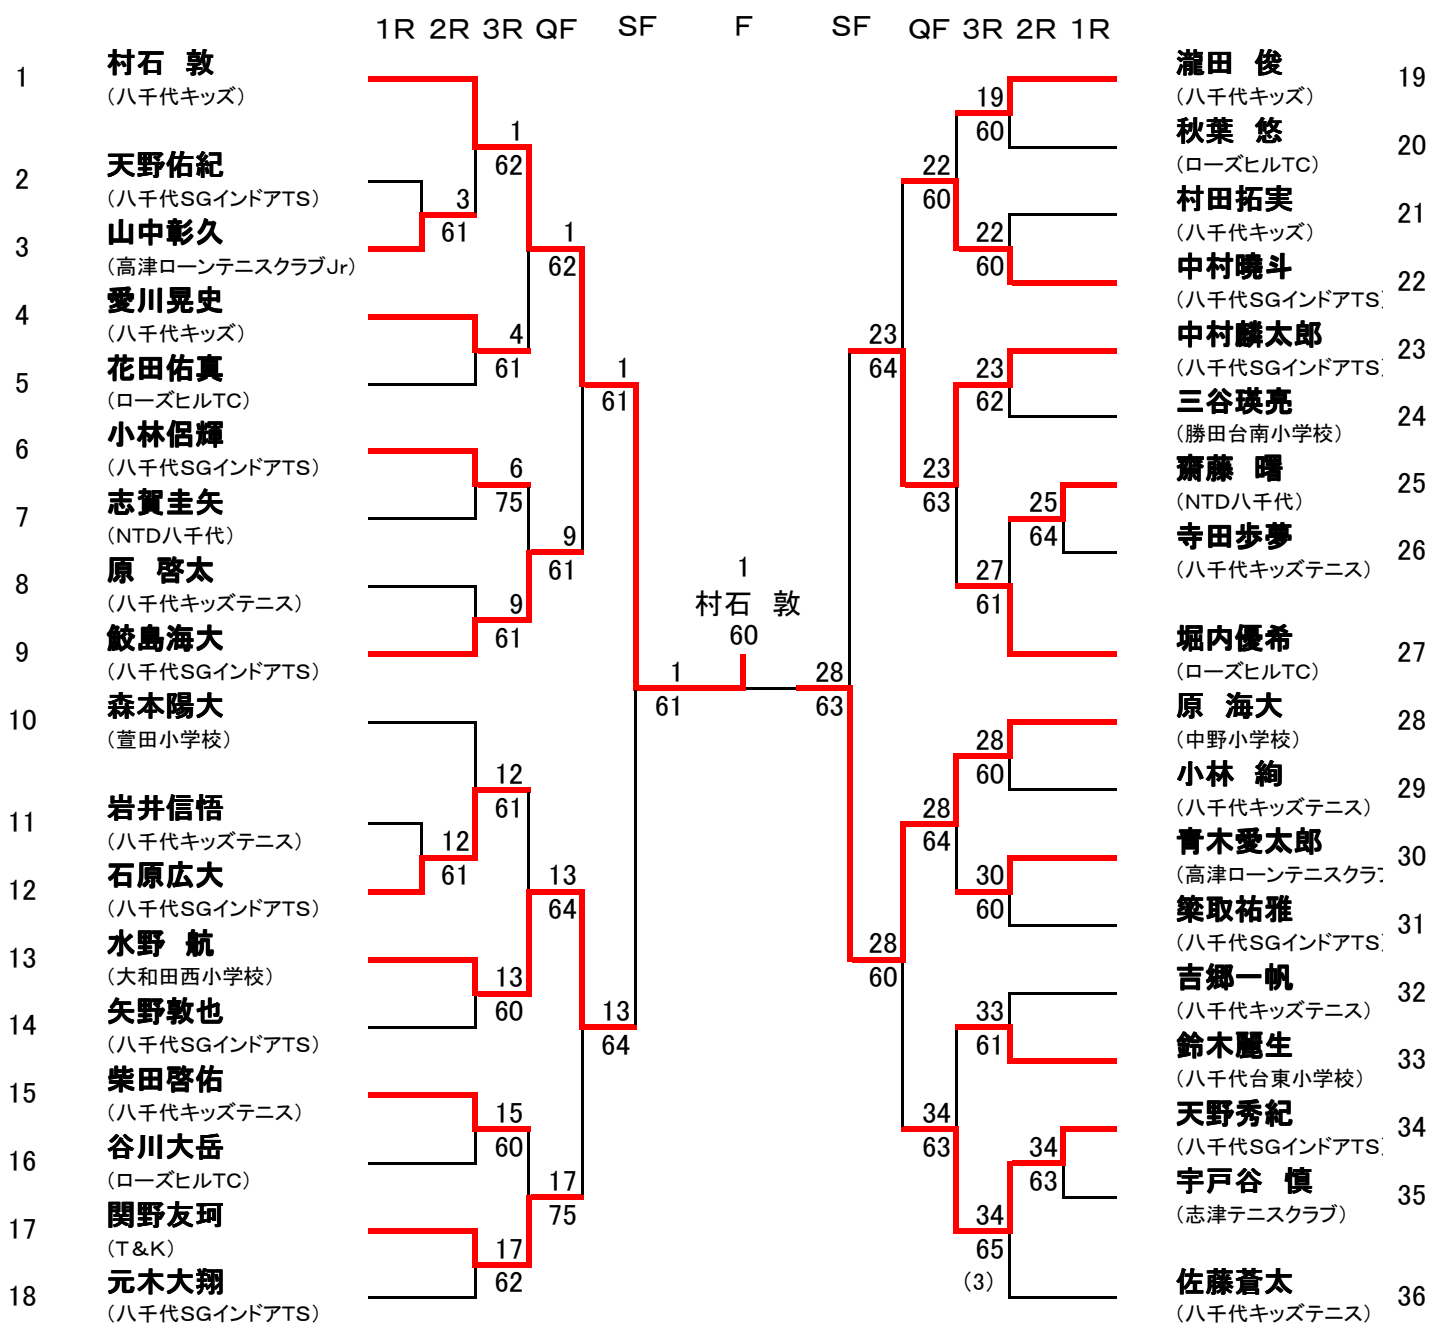 1R 2R 3R QF SF F SF QF 3R 2R 1R
1 村石 敦
(八千代キッズ)
2 天野佑紀
(八千代SGインドアTS)
3 山中彰久
(高津ローンテニスクラブJr)
4 愛川晃史
(八千代キッズ)
5 花田佑真
(ローズヒルTC)
6 小林侶輝
(八千代SGインドアTS)
7 志賀圭矢
(NTD八千代)
8 原 啓太
(八千代キッズテニス)
9 鮫島海大
(八千代SGインドアTS)
10 森本陽大
(萱田小学校)
11 岩井信悟
(八千代キッズテニス)
12 石原広大
(八千代SGインドアTS)
13 水野 航
(大和田西小学校)
14 矢野敦也
(八千代SGインドアTS)
15 柴田啓佑
(八千代キッズテニス)
16 谷川大岳
(ローズヒルTC)
17 関野友珂
(T&K)
18 元木大翔
(八千代SGインドアTS)
3
61
12
61
1
62
4
61
6
75
9
61
12
61
13
60
15
60
17
62
1
62
9
61
13
64
17
75
1
61
13
64
1
61
1
村石 敦
60
28
63
23
64
28
60
22
60
23
63
28
64
34
63
19
60
22
60
23
62
27
61
28
60
30
60
33
61
34
65
(3)
25
64
34
63
瀧田 俊 19
(八千代キッズ)
秋葉 悠 20
(ローズヒルTC)
村田拓実 21
(八千代キッズ)
中村曉斗 22
(八千代SGインドアTS
中村麟太郎 23
(八千代SGインドアTS
三谷瑛亮 24
(勝田台南小学校)
齋藤 曙 25
(NTD八千代)
寺田歩夢 26
(八千代キッズテニス)
堀内優希 27
(ローズヒルTC)
原 海大 28
(中野小学校)
小林 絢 29
(八千代キッズテニス)
青木愛太郎 30
(高津ローンテニスクラブ
簗取祐雅 31
(八千代SGインドアTS
吉郷一帆 32
(八千代キッズテニス)
鈴木麗生 33
(八千代台東小学校)
天野秀紀 34
(八千代SGインドアTS
宇戸谷 慎 35
(志津テニスクラブ)
佐藤蒼太 36
(八千代キッズテニス)